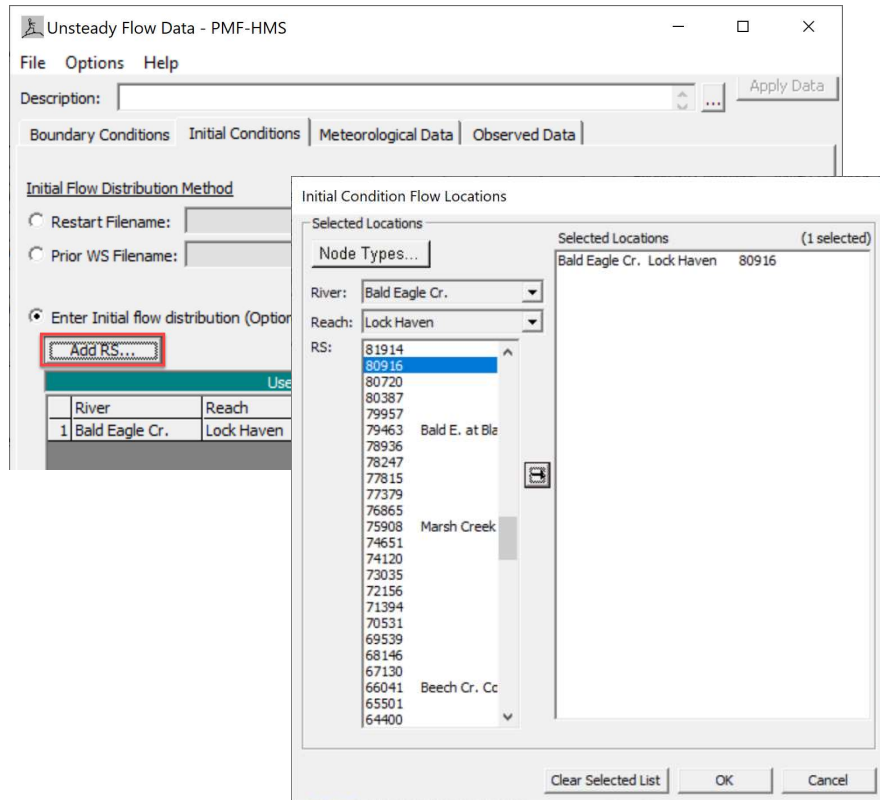 Unsteady Flow Data - PMF-HMS
File Options Help
Description:
...
Apply Data
Boundary Conditions Initial Conditions Meteorological Data Observed Data
Initial Flow Distribution Method
Restart Filename:
Prior WS Filename:
Enter Initial flow distribution (Option
Add RS...
Use
River Reach
1 Bald Eagle Cr. Lock Haven
Initial Condition Flow Locations
Selected Locations
Node Types...
River: Bald Eagle Cr.
Reach: Lock Haven
RS:
81914
80916
80720
80387
79957
79463 Bald E. at Bla
78936
78247
77815
77379
76865
75908 Marsh Creek
74651
74120
73035
72156
71394
70531
69539
68146
67130
66041 Beech Cr. Co
65501
64400
Selected Locations (1 selected)
Bald Eagle Cr. Lock Haven 80916
Clear Selected List OK Cancel